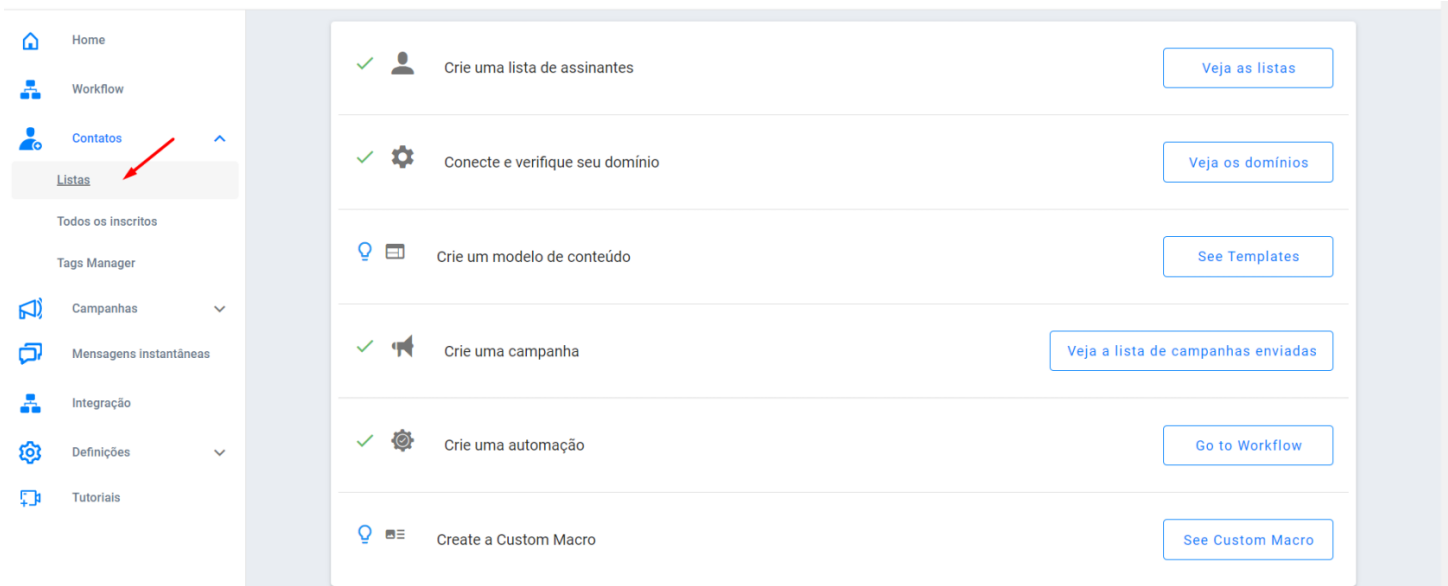 Home
Workflow
Contatos
Listas
Todos os inscritos
Tags Manager
Campanhas
Mensagens instantâneas
Integração
Definições
Tutoriais
Crie uma lista de assinantes
Veja as listas
Conecte e verifique seu domínio
Veja os domínios
Crie um modelo de conteúdo
See Templates
Crie uma campanha
Veja a lista de campanhas enviadas
Crie uma automação
Go to Workflow
Create a Custom Macro
See Custom Macro